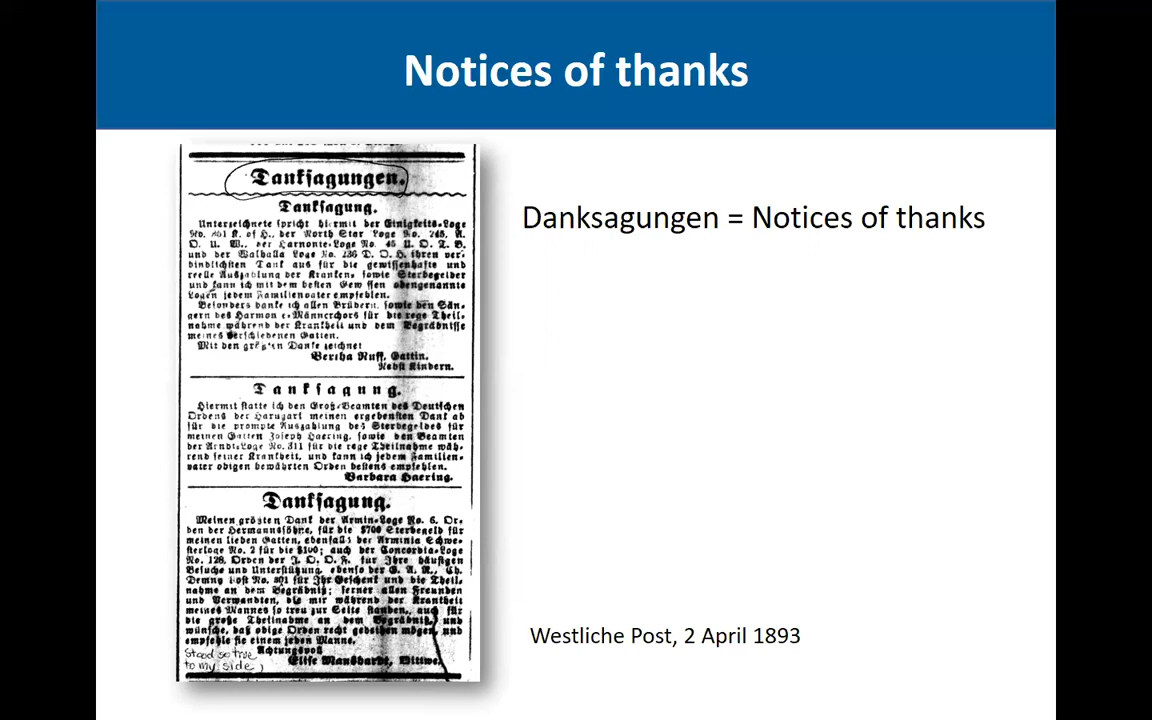 Notices of thanks
Danksagungen.
Danksagung.
Unterzeichnete spricht hiermit der Einigkeits-Loge
K. of H., der North Star Loge No. A.
O. U. W., der Harmonie-Loge No. 45 U. O. T. B.
und der Walhalla Loge No. 136 D. O. H. ihren ver-
bindlichsten Dank aus für die gewissenhafte und
reelle Auszahlung der Kranken- sowie Sterbegelder
und kann ich mit dem besten Gewissen obengenannte
Logen jedem Familienvater empfehlen.
Besonders danke ich allen Brüdern, sowie den Sän-
gern des Harmonie-Männerchors für die rege Theil-
nahme während der Krankheit und dem Begräbnisse
meines verschiedenen Gatten.
Mit dem größten Danke zeichnet
Bertha Ruff, Gattin.
Nebst Kindern.
Danksagung.
Hiermit statte ich den Groß-Beamten des Deutschen
Ordens der Harugari meinen ergebensten Dank ab
für die prompte Auszahlung des Sterbegeldes für
meinen Gatten Joseph Haering, sowie den Beamten
der Arndt-Loge No. 311 für die rege Theilnahme wäh-
rend seiner Krankheit, und kann ich jedem Familien-
vater obigen bewährten Orden bestens empfehlen.
Barbara Haering.
Danksagung.
Meinen größten Dank der Armin-Loge No. 6, Or-
den der Hermannssöhne, für die $700 Sterbegeld für
meinen lieben Gatten, ebenfalls der Arminia Schwe-
sterloge No. 2 für die $100; auch der Concordia-Loge
No. 128, Orden der I. O. O. F. für Ihre häufigen
Besuche und Unterstützung, ebenso der G. A. R., Ch.
Post No. für Ihr Geschenk und die Theil-
nahme an dem Begräbniß; ferner allen Freunden
und Verwandten, die mir während der Krankheit
meines Mannes so treu zur Seite standen, auch für
die große Theilnahme an dem Begräbniß, und
wünsche, daß obige Orden recht gedeihen mögen, und
empfehle sie einem jeden Manne.
Achtungsvoll
Elise Manshardt, Wittwe.
Stood so true
to my side,
Danksagungen = Notices of thanks
Westliche Post, 2 April 1893